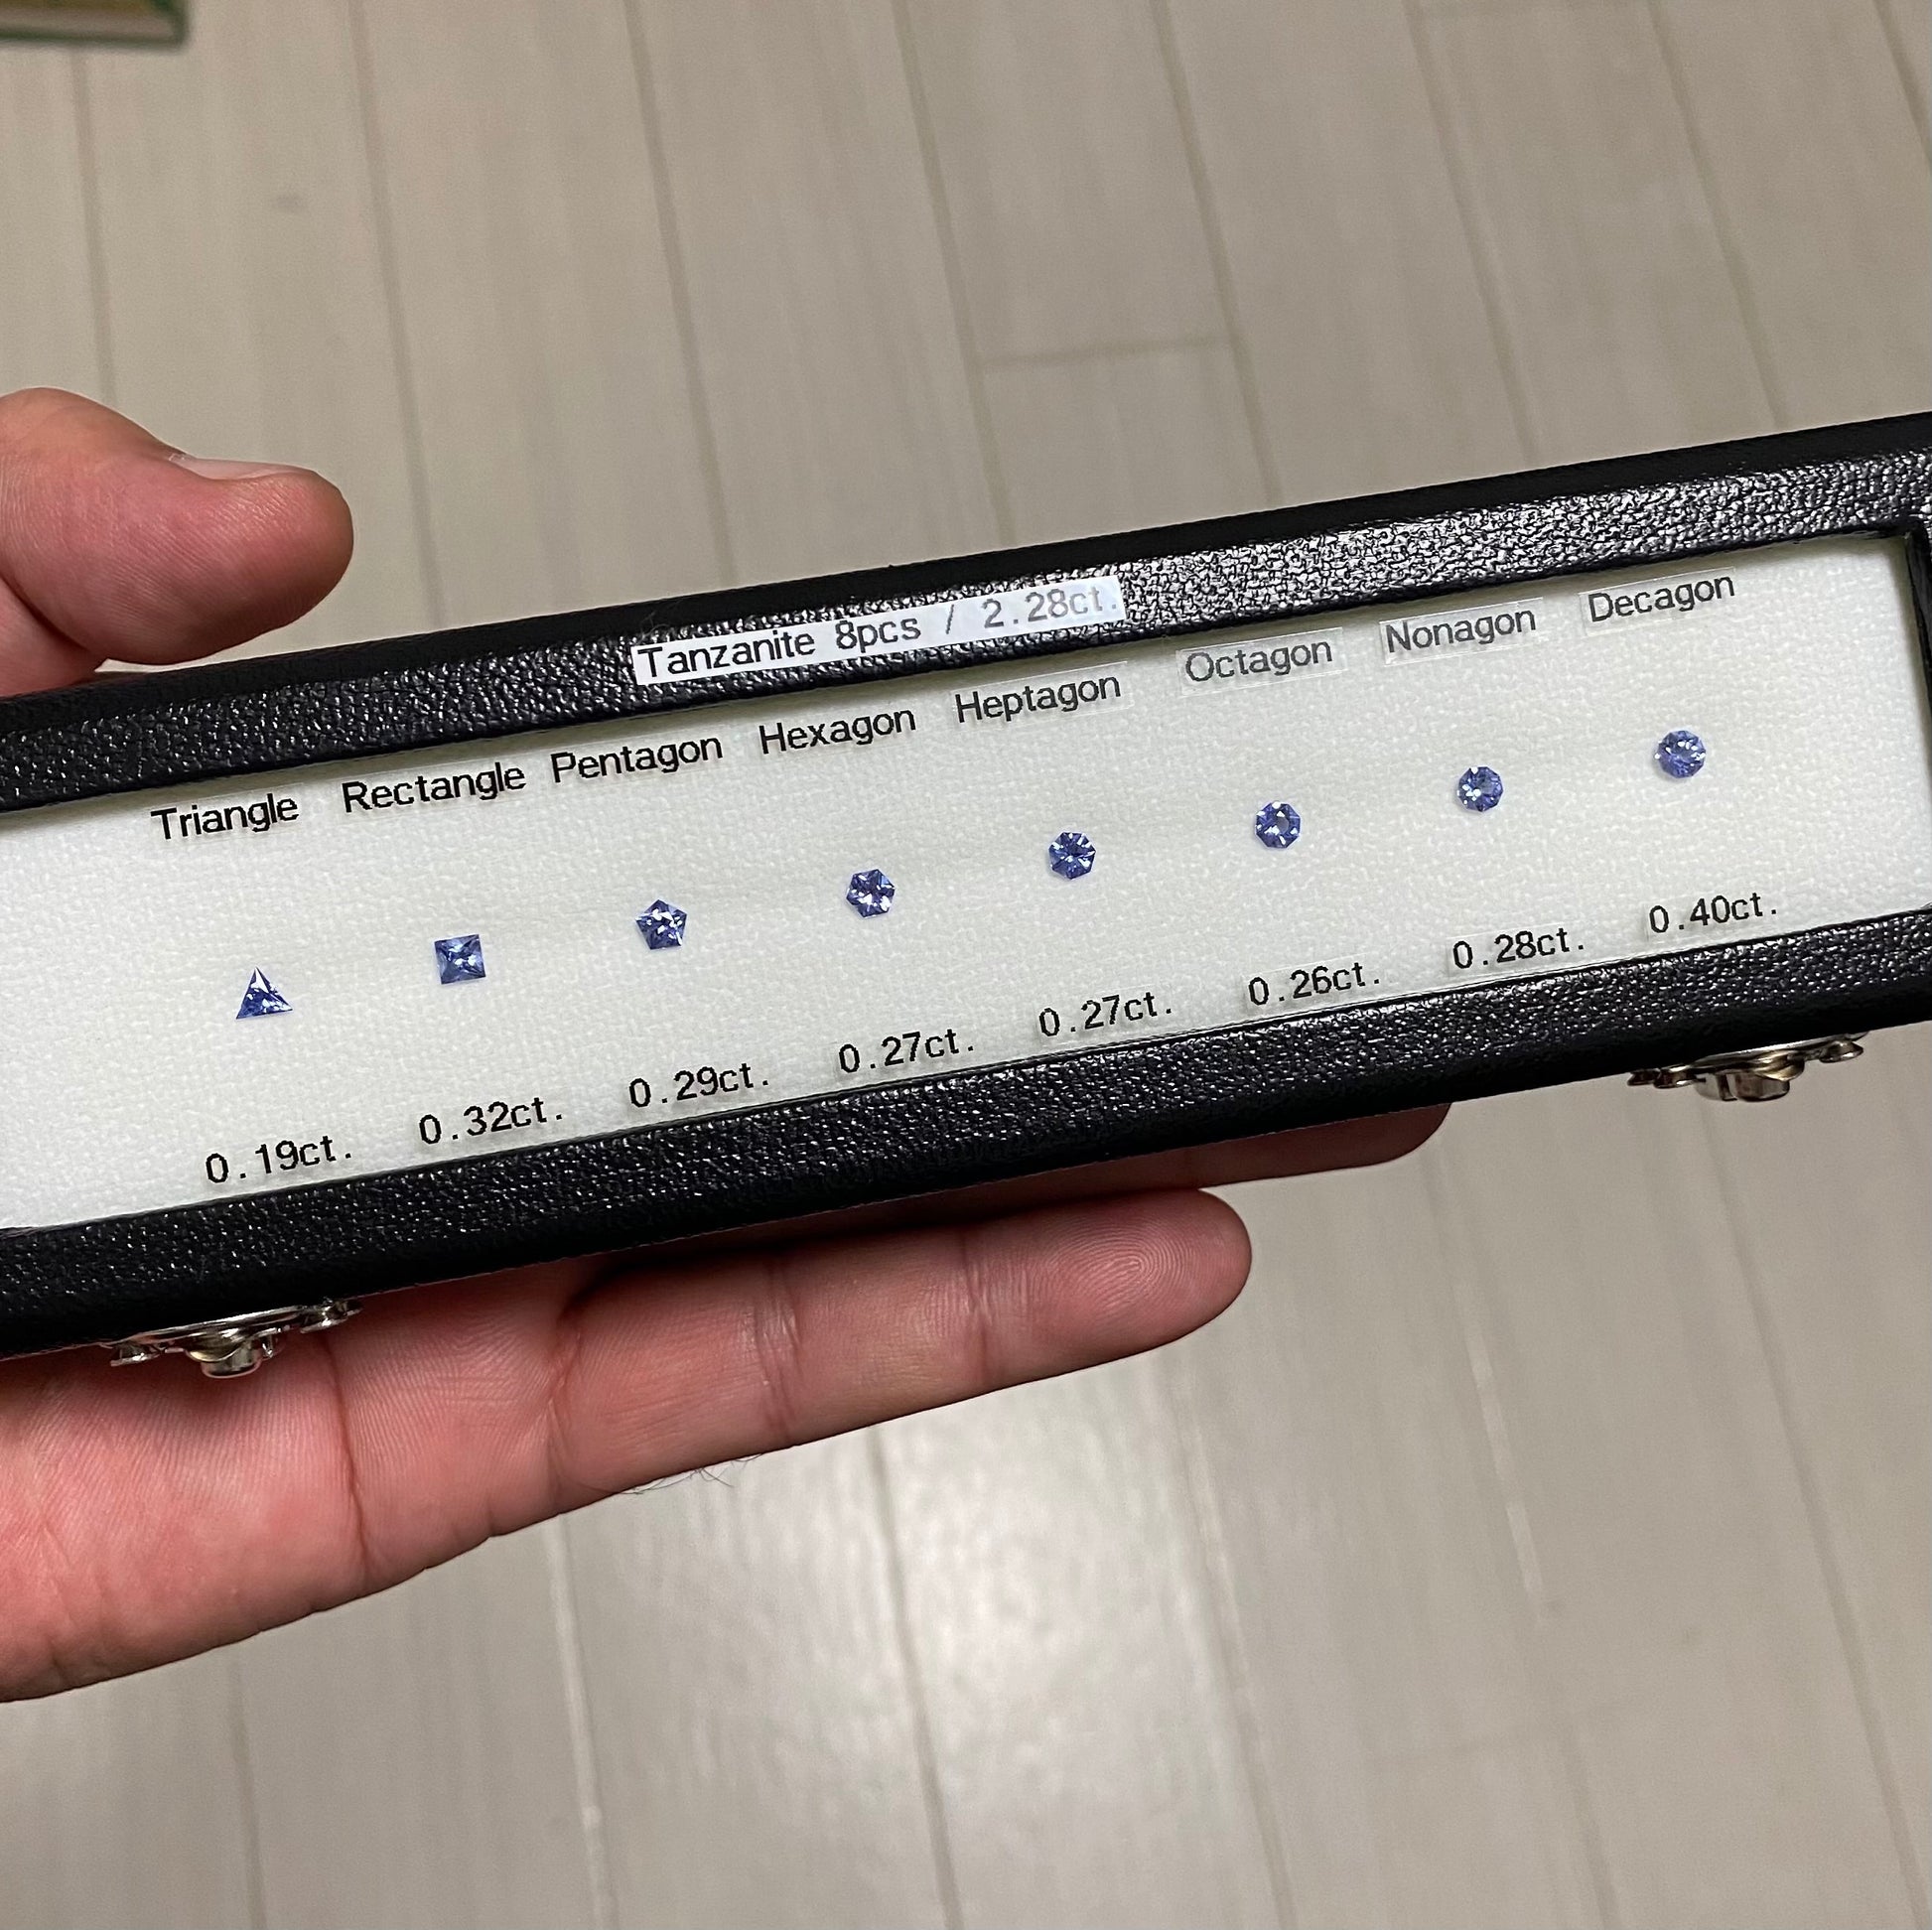 Tanzanite 8pcs / 2.28ct.
Triangle Rectangle Pentagon Hexagon Heptagon Octagon Nonagon Decagon
0.19ct. 0.32ct. 0.29ct. 0.27ct. 0.27ct. 0.26ct. 0.28ct. 0.40ct.